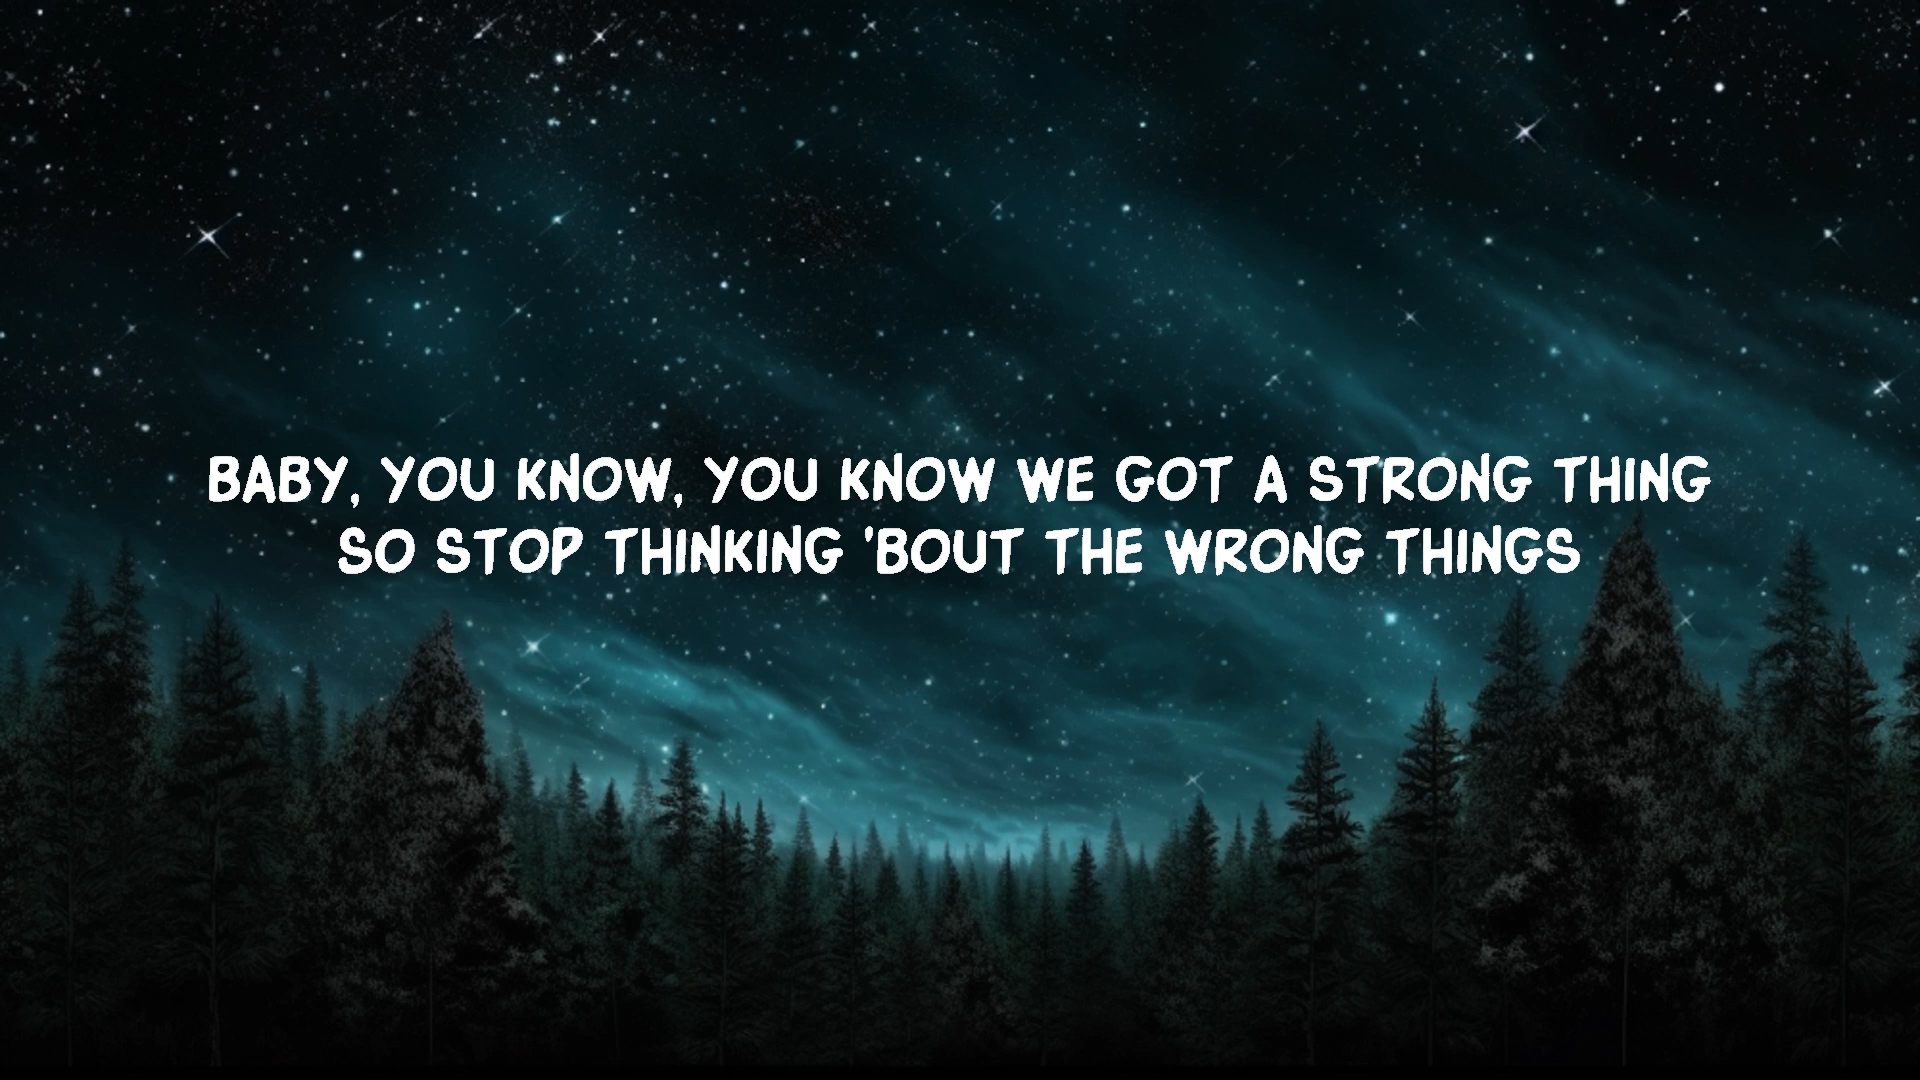 BABY, YOU KNOW, YOU KNOW WE GOT A STRONG THING
SO STOP THINKING 'BOUT THE WRONG THINGS